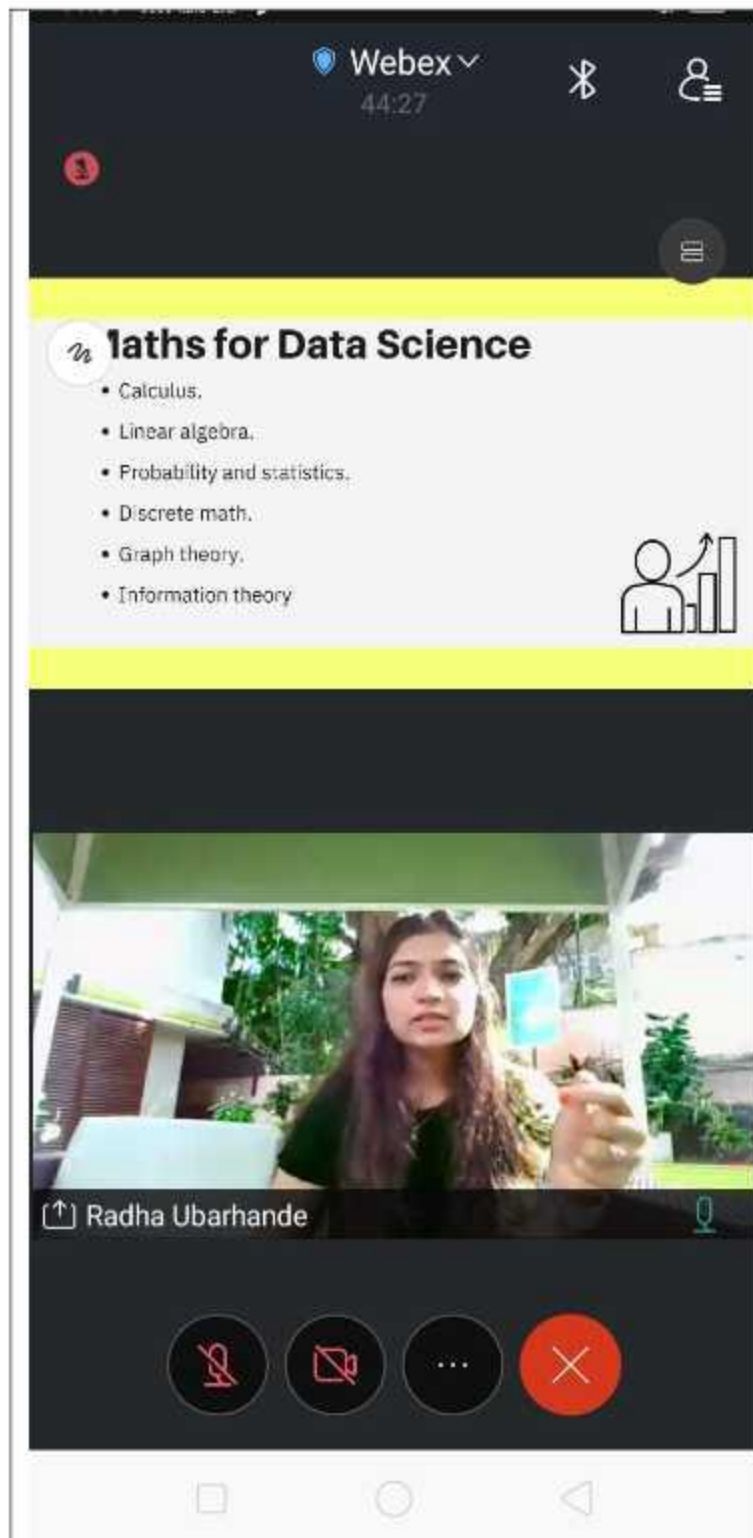 Webex
44:27
Maths for Data Science
• Calculus.
• Linear algebra.
• Probability and statistics.
• Discrete math.
• Graph theory.
• Information theory
Radha Ubarhande